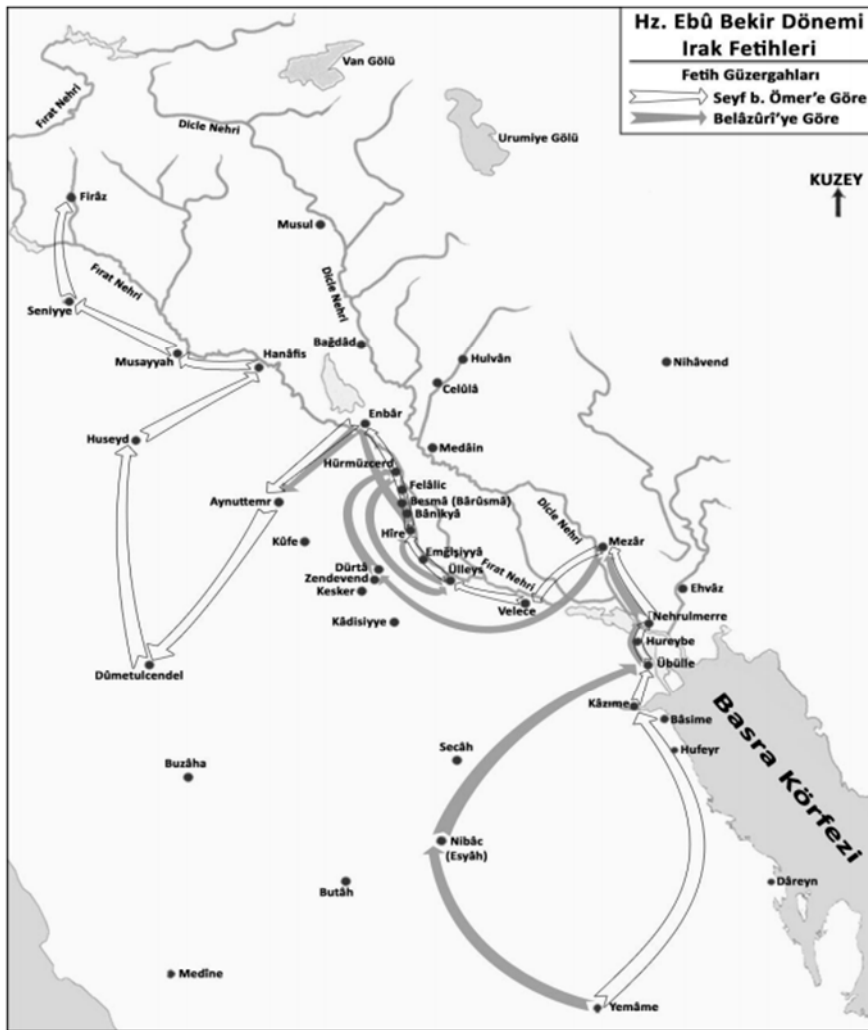 Hz. Ebû Bekir Dönemi
Irak Fetihleri
Fetih Güzergahları
Seyf b. Ömer'e Göre
Belâzûrî'ye Göre
KUZEY
Van Gölü
Fırat Nehri
Dicle Nehri
Urumiye Gölü
Firâz
Musul
Fırat Nehri
Dicle Nehri
Seniyye
Musayyah
Hanâfis
Bağdâd
Hulvân
Nihâvend
Celûlâ
Huseyd
Enbâr
Medâin
Hürmüzcerd
Felâlic
Aynuttemr
Besmâ (Bârûsmâ)
Bânikyâ
Dicle Nehri
Hîre
Kûfe
Mezâr
Emğişiyyâ
Fırat Nehri
Dürtâ
Ülleys
Zendevend
Kesker
Ehvâz
Velece
Kâdisiyye
Nehrulmerre
Hureybe
Dûmetulcendel
Übülle
Kâzıme
Bâsime
Basra Körfezi
Hufeyr
Secâh
Buzâha
Nibâc
(Esyâh)
Butâh
Dâreyn
Medîne
Yemâme